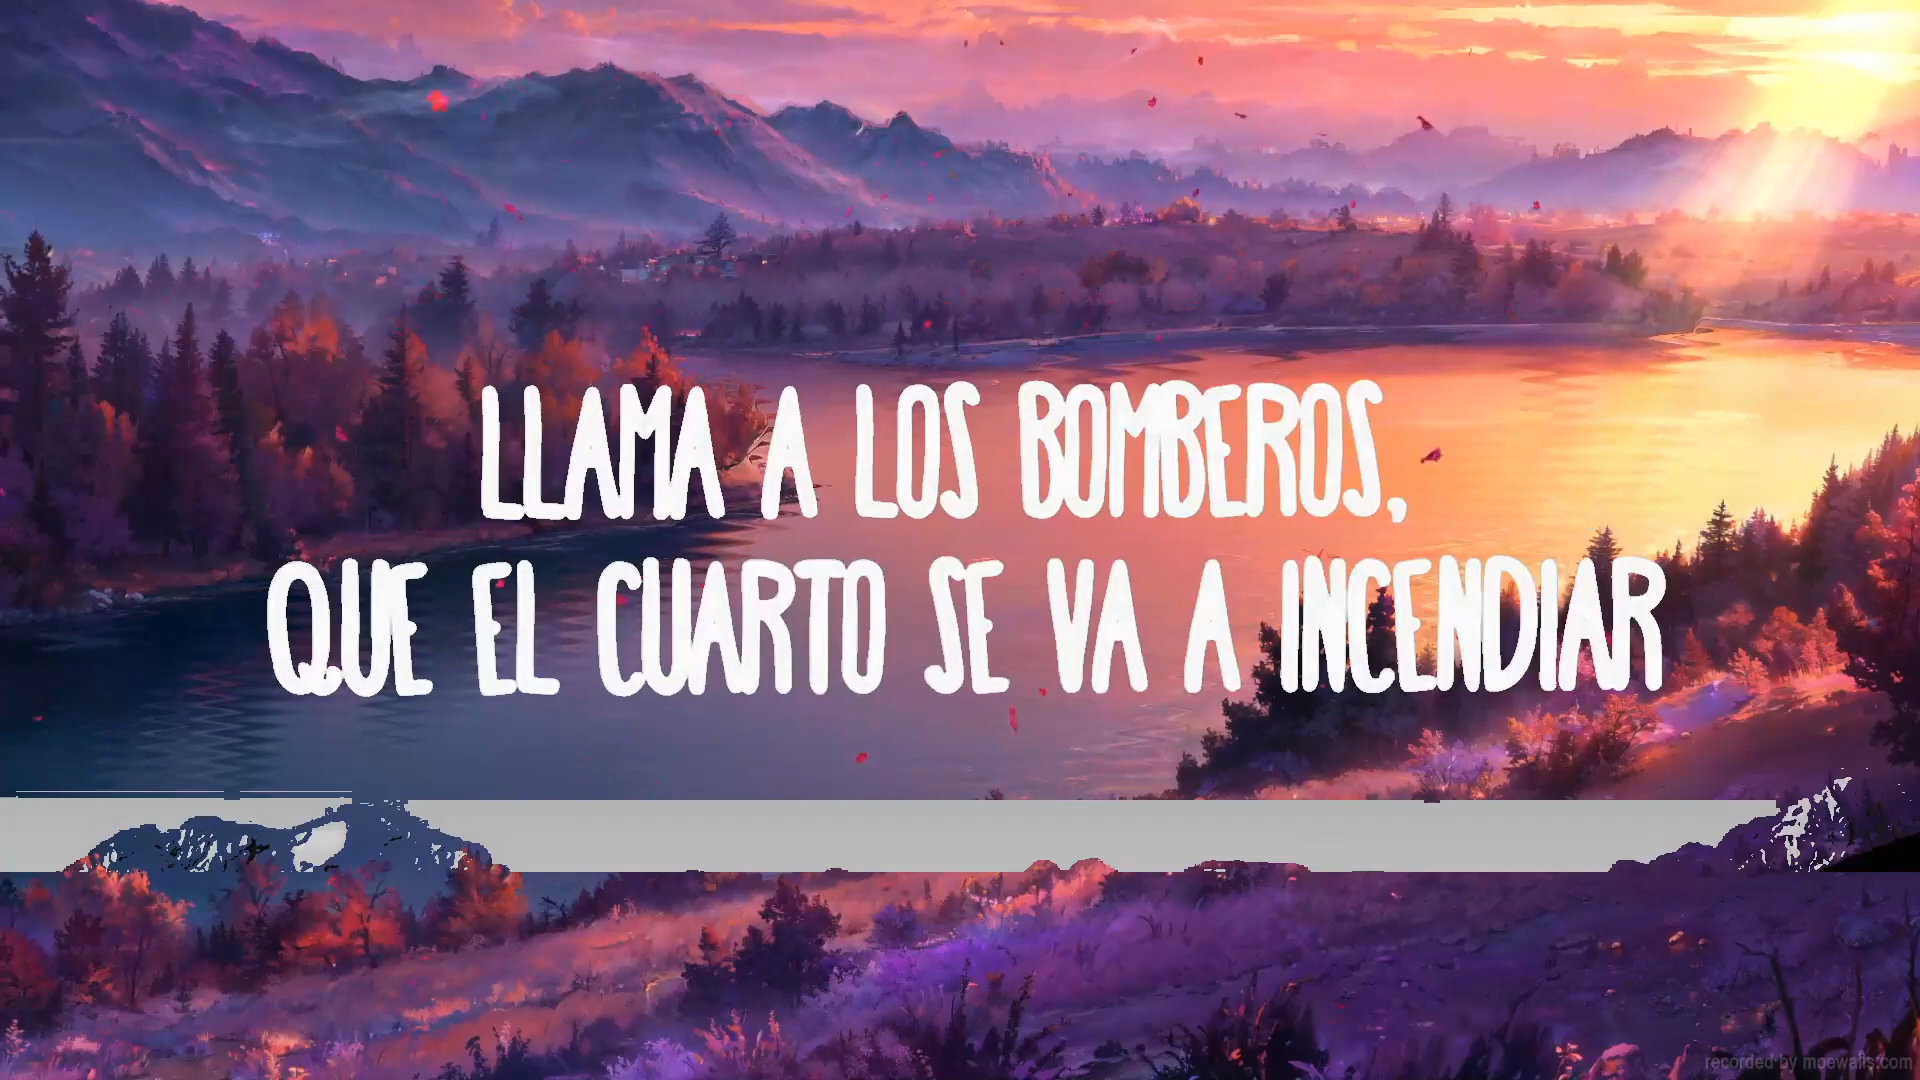 LLAMA A LOS BOMBEROS,
QUE EL CUARTO SE VA A INCENDIAR
recorded by moewalls.com